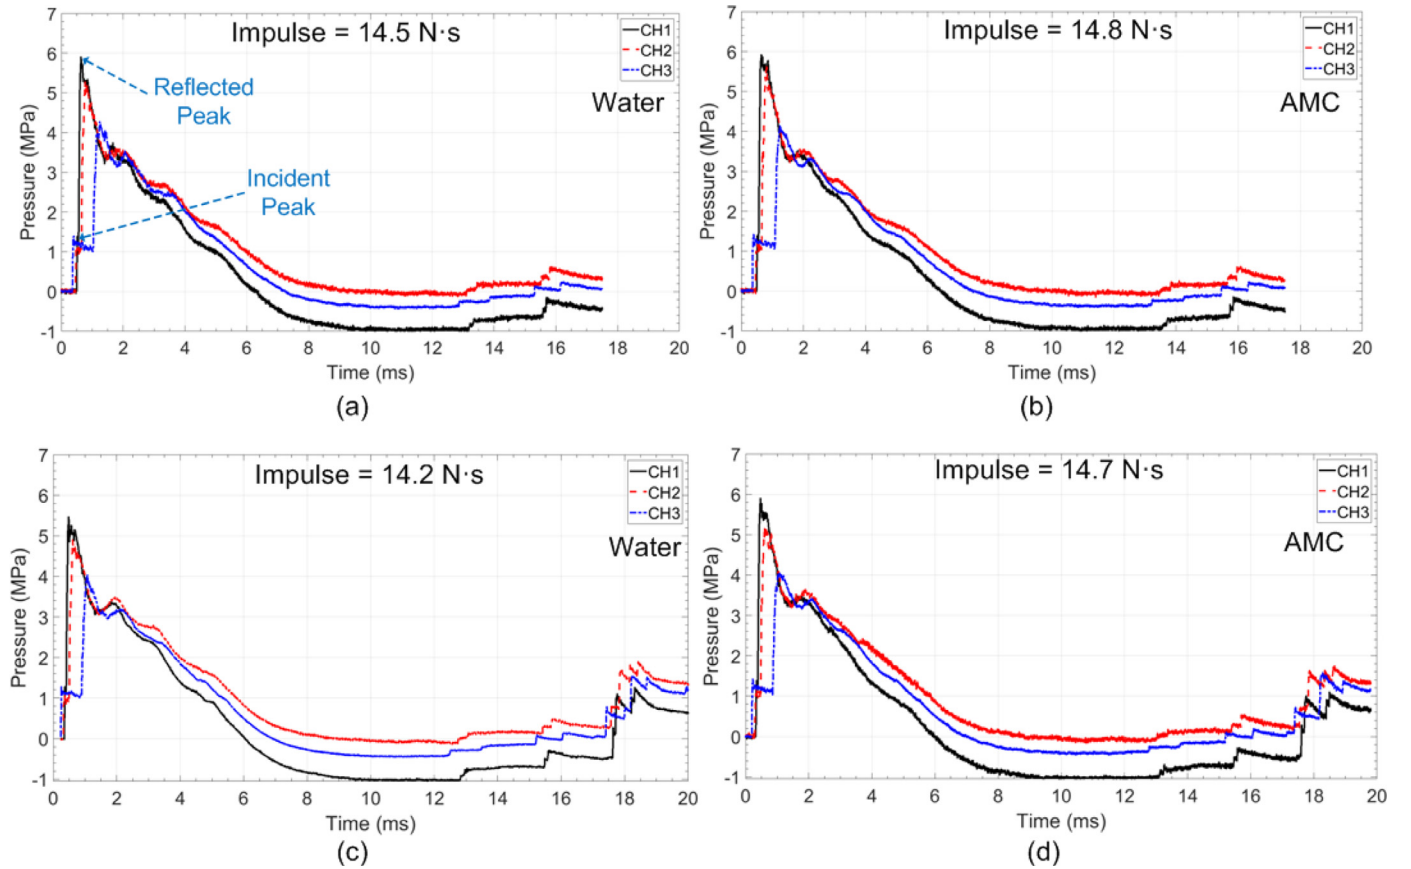 Impulse = 14.5 N·s
CH1
CH2
CH3
Reflected
Peak
Water
Incident
Peak
Pressure (MPa)
7
6
5
4
3
2
1
0
-1
0 2 4 6 8 10 12 14 16 18 20
Time (ms)
(a)
Impulse = 14.8 N·s
CH1
CH2
CH3
AMC
Pressure (MPa)
7
6
5
4
3
2
1
0
-1
0 2 4 6 8 10 12 14 16 18 20
Time (ms)
(b)
Impulse = 14.2 N·s
CH1
CH2
CH3
Water
Pressure (MPa)
7
6
5
4
3
2
1
0
-1
0 2 4 6 8 10 12 14 16 18 20
Time (ms)
(c)
Impulse = 14.7 N·s
CH1
CH2
CH3
AMC
Pressure (MPa)
7
6
5
4
3
2
1
0
-1
0 2 4 6 8 10 12 14 16 18 20
Time (ms)
(d)